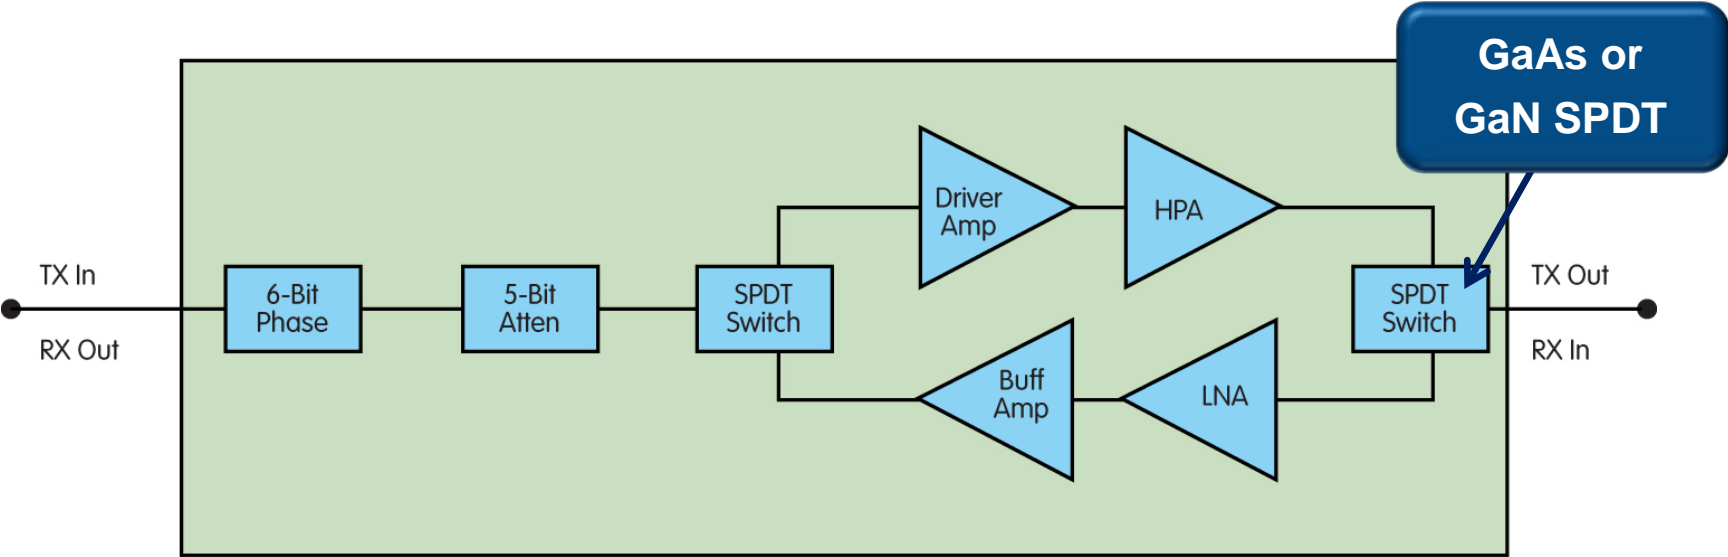 GaAs or
GaN SPDT
TX In
RX Out
6-Bit
Phase
5-Bit
Atten
SPDT
Switch
Driver
Amp
HPA
Buff
Amp
LNA
SPDT
Switch
TX Out
RX In